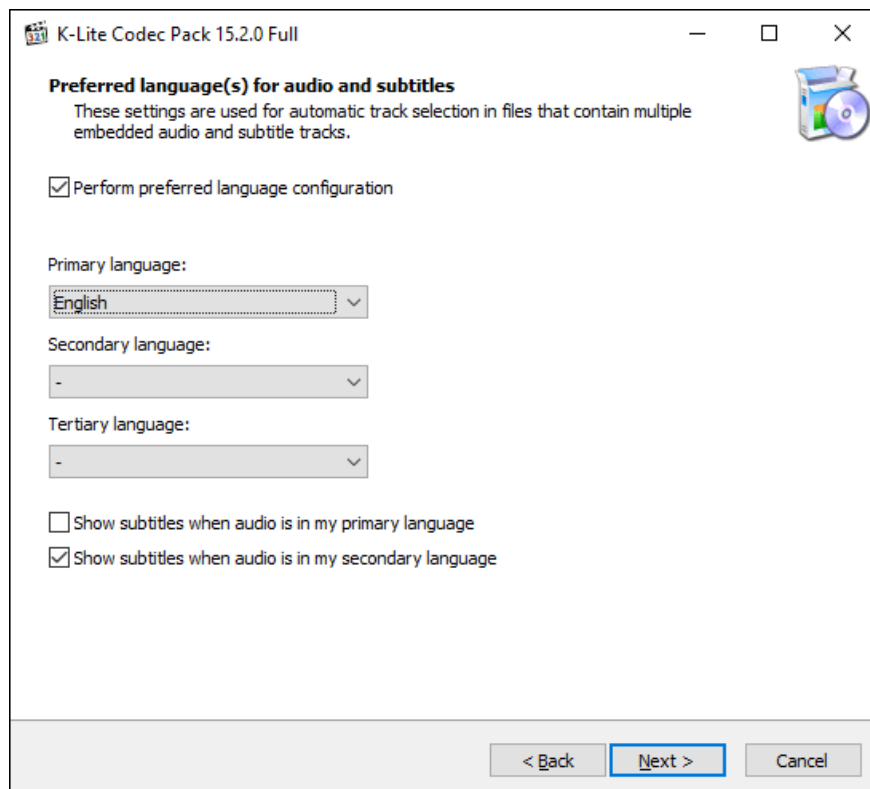 K-Lite Codec Pack 15.2.0 Full
Preferred language(s) for audio and subtitles
These settings are used for automatic track selection in files that contain multiple
embedded audio and subtitle tracks.
Perform preferred language configuration
Primary language:
English
Secondary language:
-
Tertiary language:
-
Show subtitles when audio is in my primary language
Show subtitles when audio is in my secondary language
< Back
Next >
Cancel